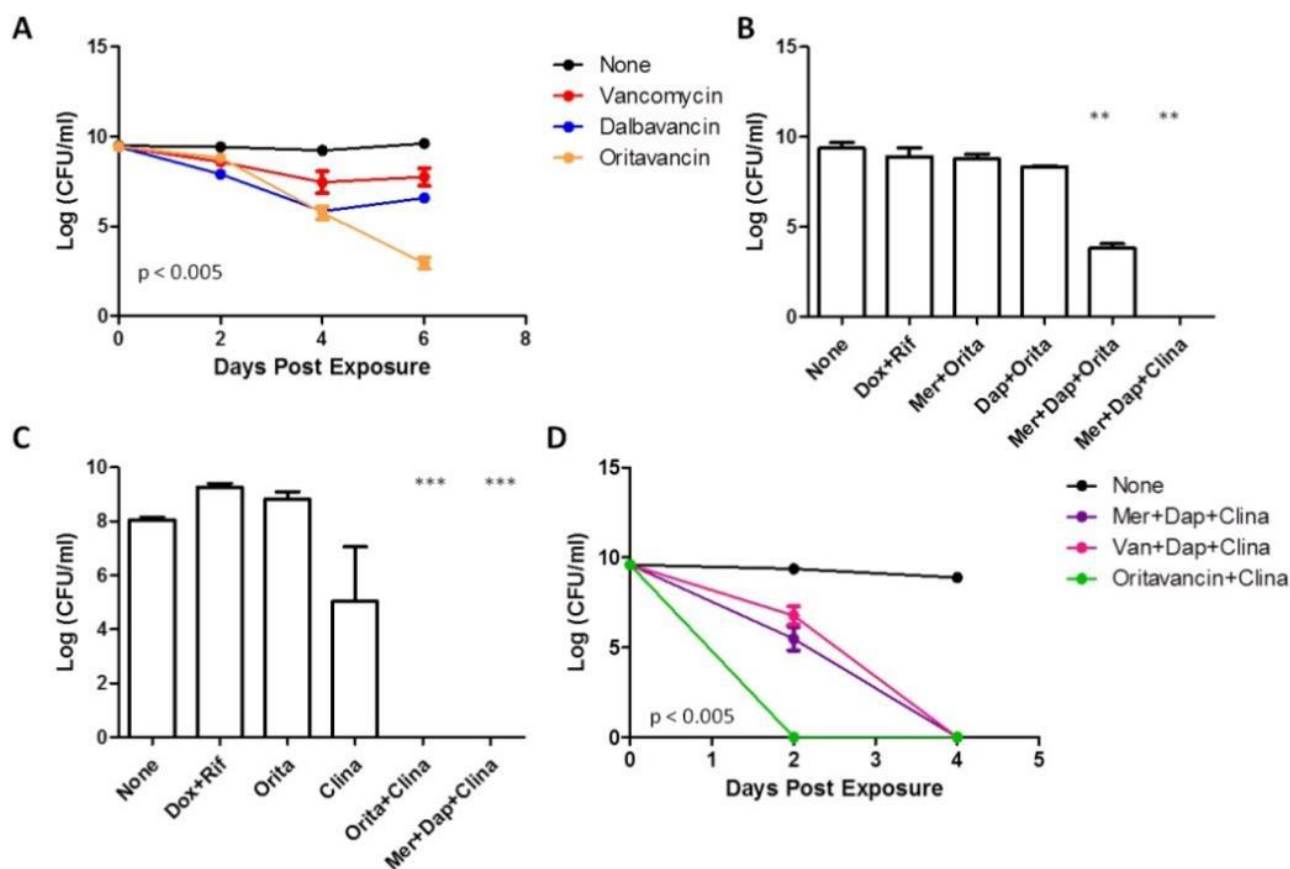 A
15
10
5
0
Log (CFU/ml)
p < 0.005
0 2 4 6 8
Days Post Exposure
None
Vancomycin
Dalbavancin
Oritavancin
B
15
10
5
0
Log (CFU/ml)
** **
None
Dox+Rif
Mer+Orita
Dap+Orita
Mer+Dap+Orita
Mer+Dap+Clina
C
10
8
6
4
2
0
Log (CFU/ml)
*** ***
None
Dox+Rif
Orita
Clina
Orita+Clina
Mer+Dap+Clina
D
15
10
5
0
Log (CFU/ml)
p < 0.005
0 1 2 3 4 5
Days Post Exposure
None
Mer+Dap+Clina
Van+Dap+Clina
Oritavancin+Clina